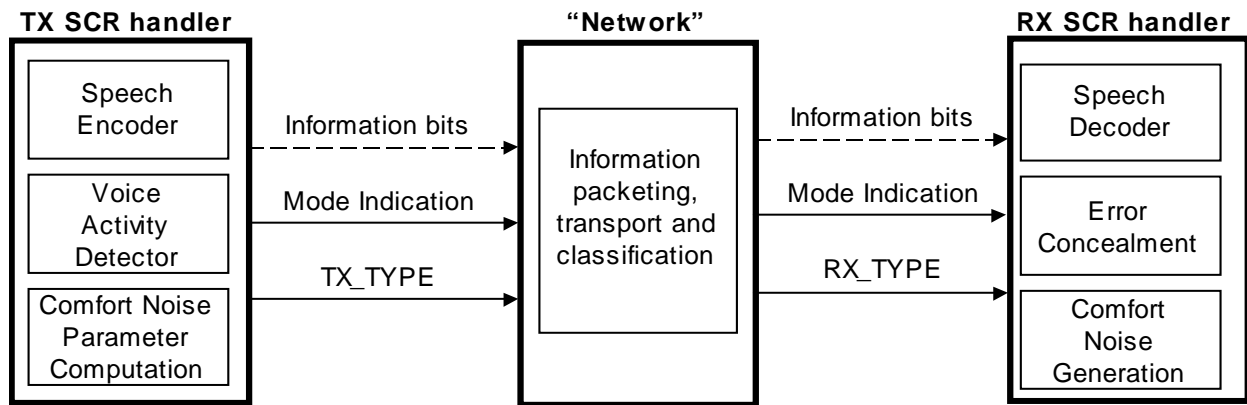 TX SCR handler
“Network”
RX SCR handler
Speech
Encoder
Voice
Activity
Detector
Comfort Noise
Parameter
Computation
Information bits
Mode Indication
TX_TYPE
Information
packeting,
transport and
classification
Information bits
Mode Indication
RX_TYPE
Speech
Decoder
Error
Concealment
Comfort
Noise
Generation